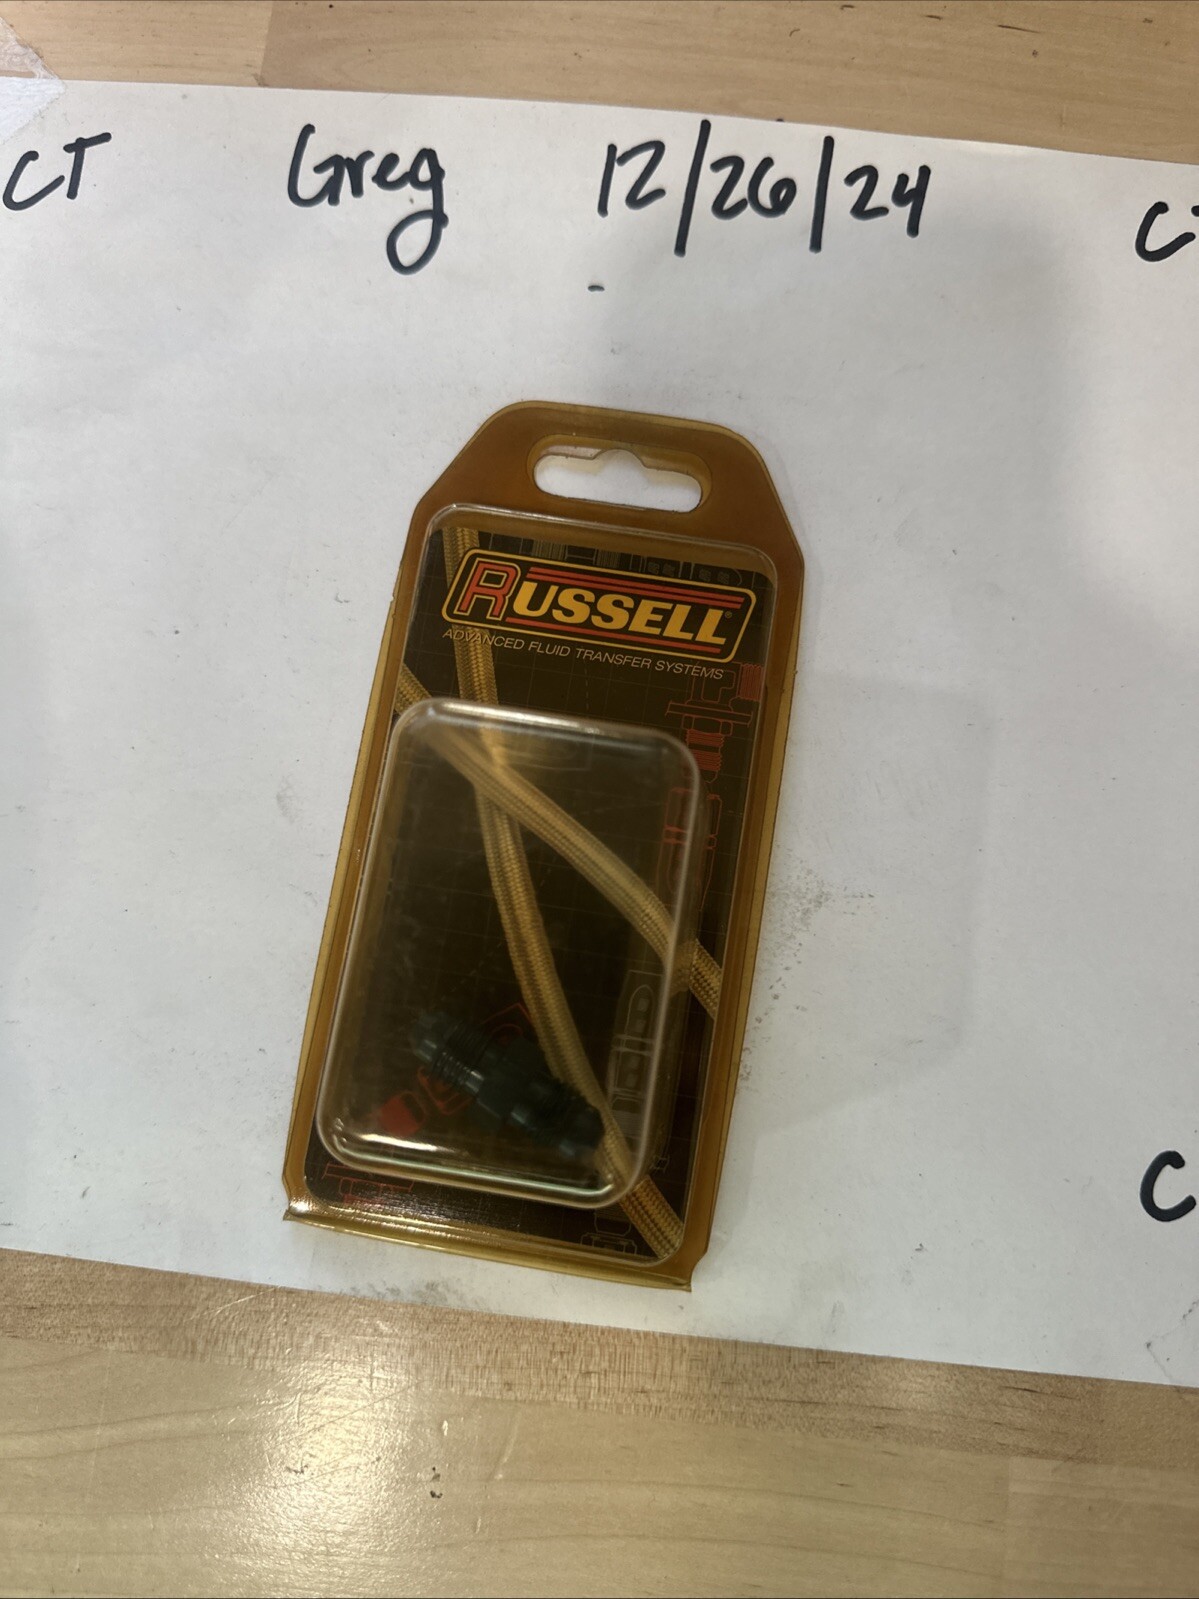 CT Greg 12/26/24 C
RUSSELL®
ADVANCED FLUID TRANSFER SYSTEMS
C